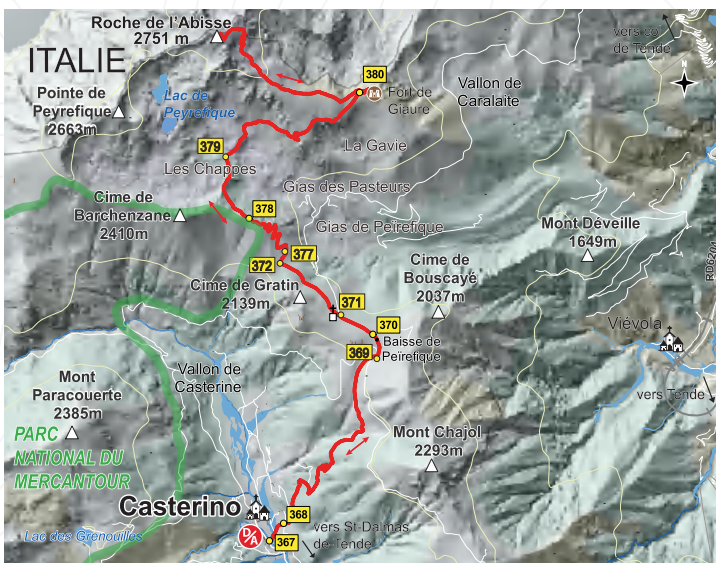 Roche de l'Abisse
2751 m
ITALIE
vers col
de Tende
N
Pointe de
Peyrefique
2663m
Lac de
Peyrefique
380
M
Fort de
Giaure
Vallon de
Caralaite
379
La Gavie
Les Chappes
Gias des Pasteurs
Cime de
Barchenzane
2410m
378
Gias de Peïrefique
Mont Déveille
1649m
377
372
Cime de
Bouscayé
2037m
RD6204
Cime de Gratin
2139m
371
370
Baisse de
Peïrefique
369
Viévola
Vallon de
Casterine
vers Tende
Mont
Paracouerte
2385m
PARC
NATIONAL DU
MERCANTOUR
Mont Chajol
2293m
Casterino
368
D/A
367
vers St-Dalmas
de Tende
Lac des Grenouilles